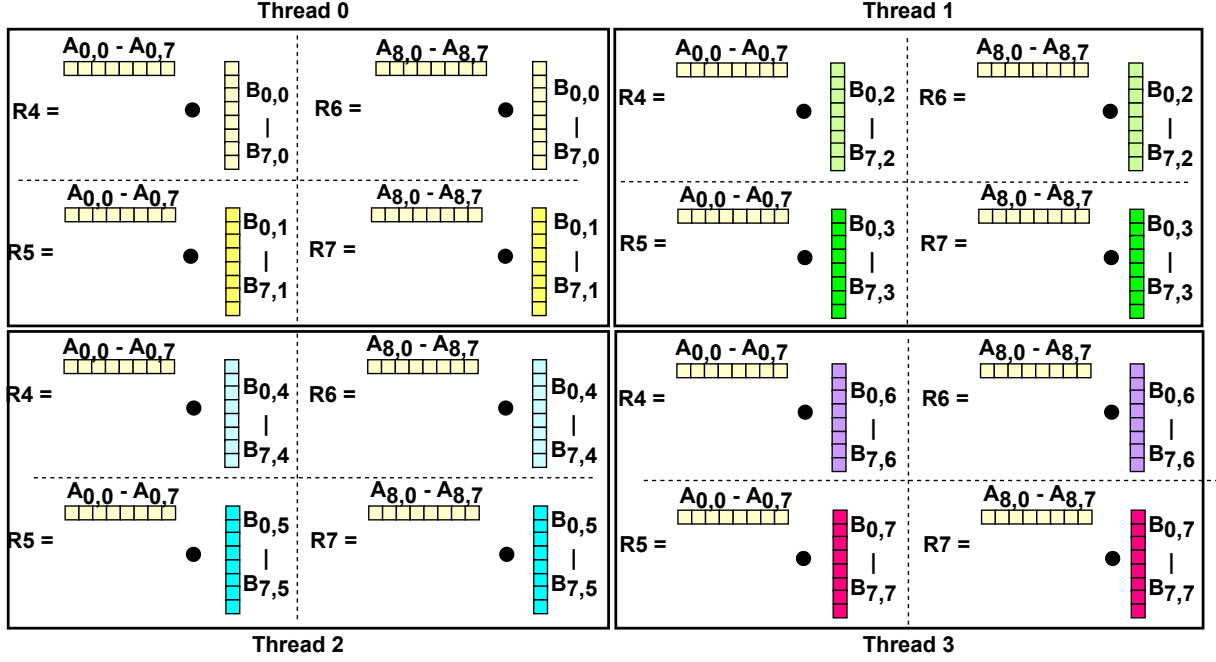 Thread 0
A0,0 - A0,7
A8,0 - A8,7
R4 =
B0,0
|
B7,0
R6 =
B0,0
|
B7,0
A0,0 - A0,7
A8,0 - A8,7
R5 =
B0,1
|
B7,1
R7 =
B0,1
|
B7,1
Thread 1
A0,0 - A0,7
A8,0 - A8,7
R4 =
B0,2
|
B7,2
R6 =
B0,2
|
B7,2
A0,0 - A0,7
A8,0 - A8,7
R5 =
B0,3
|
B7,3
R7 =
B0,3
|
B7,3
A0,0 - A0,7
A8,0 - A8,7
R4 =
B0,4
|
B7,4
R6 =
B0,4
|
B7,4
A0,0 - A0,7
A8,0 - A8,7
R5 =
B0,5
|
B7,5
R7 =
B0,5
|
B7,5
Thread 2
A0,0 - A0,7
A8,0 - A8,7
R4 =
B0,6
|
B7,6
R6 =
B0,6
|
B7,6
A0,0 - A0,7
A8,0 - A8,7
R5 =
B0,7
|
B7,7
R7 =
B0,7
|
B7,7
Thread 3